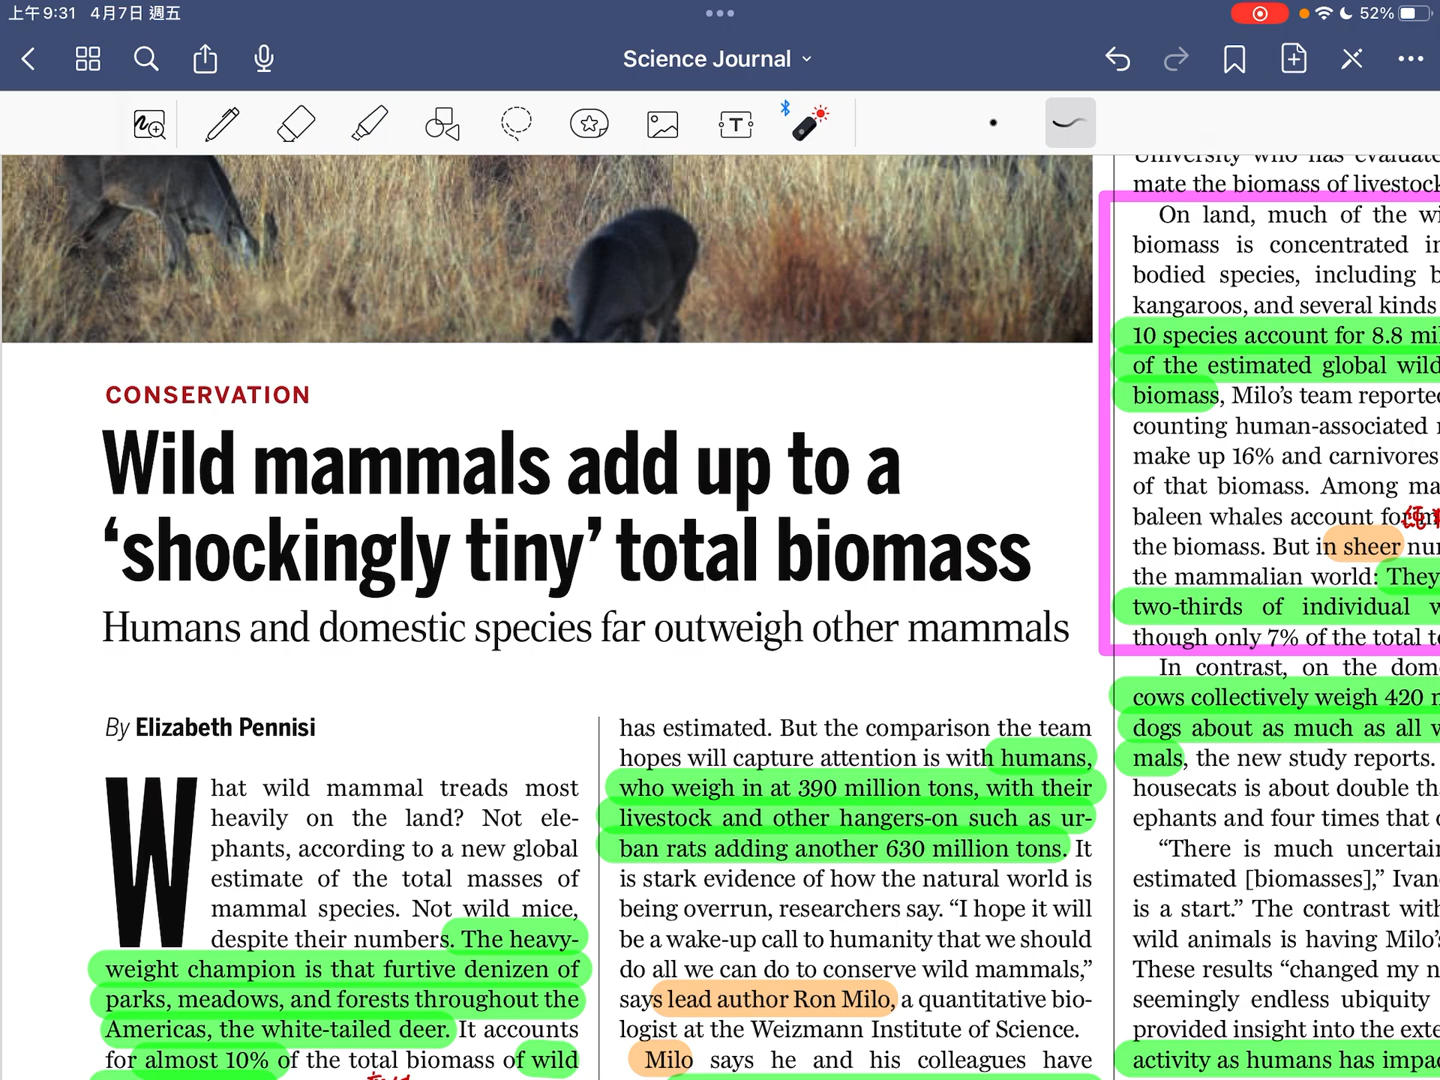 上午9:31 4月7日 週五
52%
Science Journal
CONSERVATION
Wild mammals add up to a
‘shockingly tiny’ total biomass
Humans and domestic species far outweigh other mammals
By Elizabeth Pennisi
What wild mammal treads most
heavily on the land? Not ele-
phants, according to a new global
estimate of the total masses of
mammal species. Not wild mice,
despite their numbers. The heavy-
weight champion is that furtive denizen of
parks, meadows, and forests throughout the
Americas, the white-tailed deer. It accounts
for almost 10% of the total biomass of wild
has estimated. But the comparison the team
hopes will capture attention is with humans,
who weigh in at 390 million tons, with their
livestock and other hangers-on such as ur-
ban rats adding another 630 million tons. It
is stark evidence of how the natural world is
being overrun, researchers say. “I hope it will
be a wake-up call to humanity that we should
do all we can do to conserve wild mammals,”
says lead author Ron Milo, a quantitative bio-
logist at the Weizmann Institute of Science.
Milo says he and his colleagues have
University who has
mate the biomass of livestock
On land, much of the
biomass is concentrated
bodied species, including
kangaroos, and several kinds
10 species account for 8.8
of the estimated global wild
biomass, Milo’s team reported
counting human-associated
make up 16% and carnivores
of that biomass. Among
baleen whales account for
the biomass. But in sheer
the mammalian world: They
two-thirds of individual
though only 7% of the total
In contrast, on the
cows collectively weigh 420
dogs about as much as all
mals, the new study reports.
housecats is about double
ephants and four times that
“There is much
estimated [biomasses],”
is a start.” The contrast
wild animals is having Milo’s
These results “changed my
seemingly endless ubiquity
provided insight into the
activity as humans has